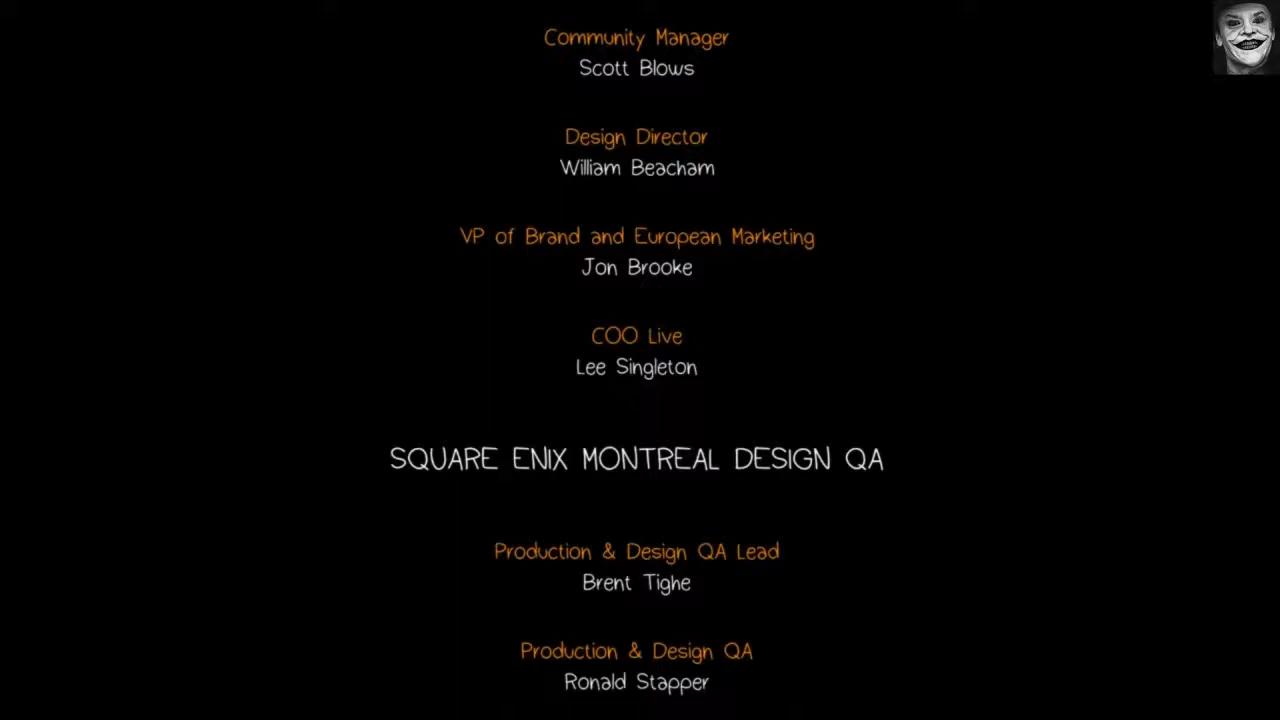 Community Manager
Scott Blows
Design Director
William Beacham
VP of Brand and European Marketing
Jon Brooke
COO Live
Lee Singleton
SQUARE ENIX MONTREAL DESIGN QA
Production & Design QA Lead
Brent Tighe
Production & Design QA
Ronald Stapper